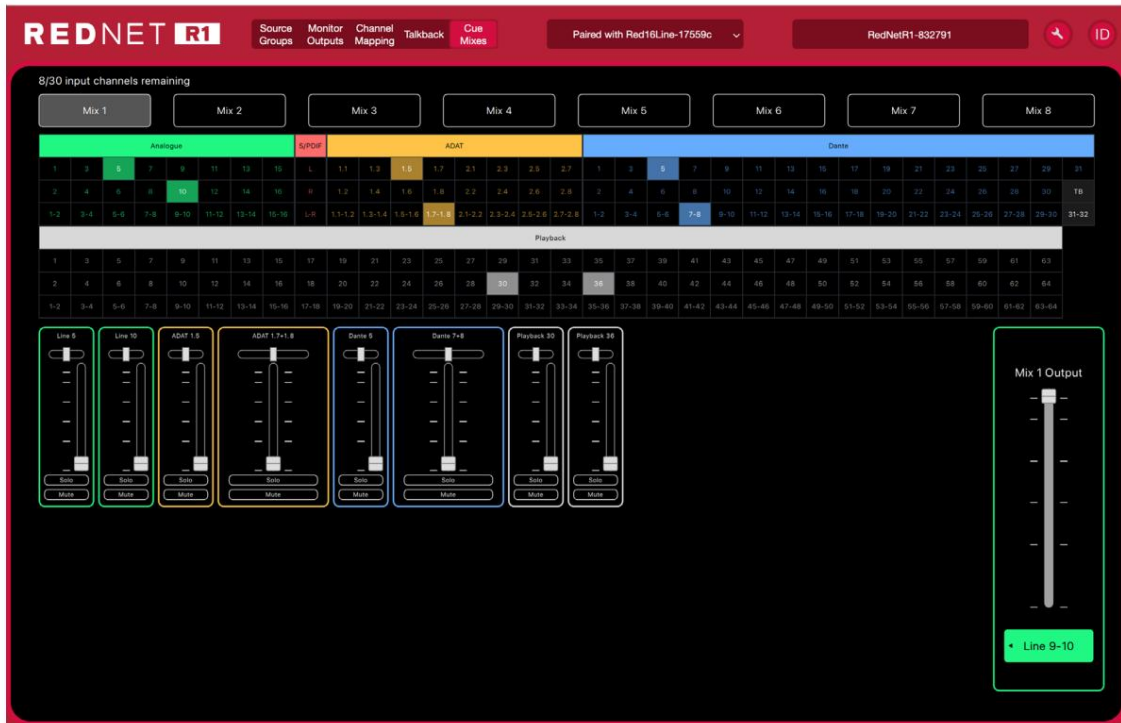 REDNET R1
Source Groups
Monitor Outputs
Channel Mapping
Talkback
Cue Mixes
Paired with Red16Line-17559c
RedNetR1-832791
ID
8/30 input channels remaining
Mix 1 Mix 2 Mix 3 Mix 4 Mix 5 Mix 6 Mix 7 Mix 8
Analogue S/PDIF ADAT Dante
1 3 5 7 9 11 13 15 L 1.1 1.3 1.5 1.7 2.1 2.3 2.5 2.7 1 3 5 7 9 11 13 15 17 19 21 23 25 27 29 31
2 4 6 8 10 12 14 16 R 1.2 1.4 1.6 1.8 2.2 2.4 2.6 2.8 2 4 6 8 10 12 14 16 18 20 22 24 26 28 30 TB
1-2 3-4 5-6 7-8 9-10 11-12 13-14 15-16 L-R 1.1-1.2 1.3-1.4 1.5-1.6 1.7-1.8 2.1-2.2 2.3-2.4 2.5-2.6 2.7-2.8 1-2 3-4 5-6 7-8 9-10 11-12 13-14 15-16 17-18 19-20 21-22 23-24 25-26 27-28 29-30 31-32
Playback
1 3 5 7 9 11 13 15 17 19 21 23 25 27 29 31 33 35 37 39 41 43 45 47 49 51 53 55 57 59 61 63
2 4 6 8 10 12 14 16 18 20 22 24 26 28 30 32 34 36 38 40 42 44 46 48 50 52 54 56 58 60 62 64
1-2 3-4 5-6 7-8 9-10 11-12 13-14 15-16 17-18 19-20 21-22 23-24 25-26 27-28 29-30 31-32 33-34 35-36 37-38 39-40 41-42 43-44 45-46 47-48 49-50 51-52 53-54 55-56 57-58 59-60 61-62 63-64
Line 5 Line 10 ADAT 1.5 ADAT 1.7+1.8 Dante 5 Dante 7+8 Playback 30 Playback 36
Solo Solo Solo Solo Solo Solo Solo Solo
Mute Mute Mute Mute Mute Mute Mute Mute
Mix 1 Output
Line 9-10